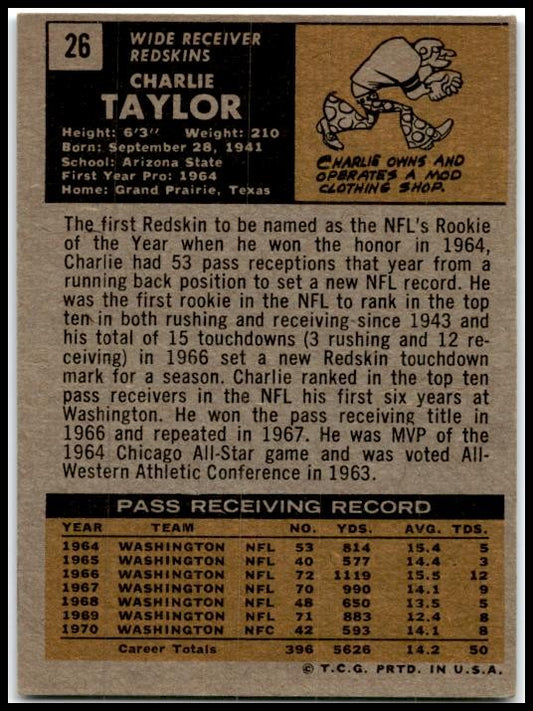 26
WIDE RECEIVER
REDSKINS
CHARLIE
TAYLOR
Height: 6'3" Weight: 210
Born: September 28, 1941
School: Arizona State
First Year Pro: 1964
Home: Grand Prairie, Texas
CHARLIE OWNS AND
OPERATES A MOD
CLOTHING SHOP.
The first Redskin to be named as the NFL's Rookie
of the Year when he won the honor in 1964,
Charlie had 53 pass receptions that year from a
running back position to set a new NFL record. He
was the first rookie in the NFL to rank in the top
ten in both rushing and receiving since 1943 and
his total of 15 touchdowns (3 rushing and 12 re-
ceiving) in 1966 set a new Redskin touchdown
mark for a season. Charlie ranked in the top ten
pass receivers in the NFL his first six years at
Washington. He won the pass receiving title in
1966 and repeated in 1967. He was MVP of the
1964 Chicago All-Star game and was voted All-
Western Athletic Conference in 1963.
PASS RECEIVING RECORD
YEAR TEAM NO. YDS. AVG. TDS.
1964 WASHINGTON NFL 53 814 15.4 5
1965 WASHINGTON NFL 40 577 14.4 3
1966 WASHINGTON NFL 72 1119 15.5 12
1967 WASHINGTON NFL 70 990 14.1 9
1968 WASHINGTON NFL 48 650 13.5 5
1969 WASHINGTON NFL 71 883 12.4 8
1970 WASHINGTON NFC 42 593 14.1 8
Career Totals 396 5626 14.2 50
© T.C.G. PRTD. IN U.S.A.